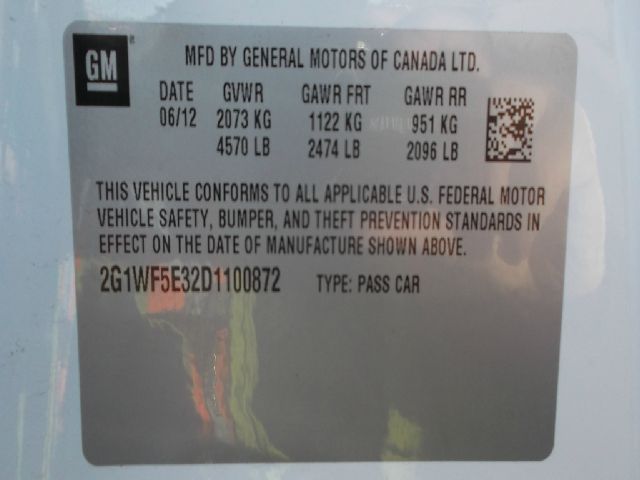 GM
MFD BY GENERAL MOTORS OF CANADA LTD.
DATE GVWR GAWR FRT GAWR RR
06/12 2073 KG 1122 KG 951 KG
4570 LB 2474 LB 2096 LB
THIS VEHICLE CONFORMS TO ALL APPLICABLE U.S. FEDERAL MOTOR
VEHICLE SAFETY, BUMPER, AND THEFT PREVENTION STANDARDS IN
EFFECT ON THE DATE OF MANUFACTURE SHOWN ABOVE.
2G1WF5E32D1100872 TYPE: PASS CAR